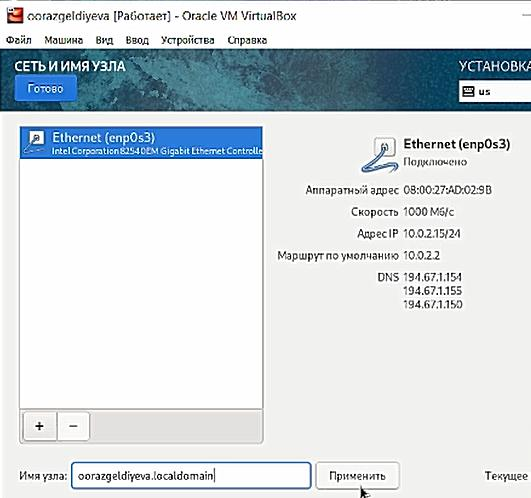 oorazgeldiyeva [Работает] - Oracle VM VirtualBox
Файл Машина Вид Ввод Устройства Справка
СЕТЬ И ИМЯ УЗЛА
УСТАНОВКА
Готово
us
Ethernet (enp0s3)
Intel Corporation 82540EM Gigabit Ethernet Controlle
Ethernet (enp0s3)
Подключено
Аппаратный адрес 08:00:27:AD:02:9B
Скорость 1000 Мб/с
Адрес IP 10.0.2.15/24
Маршрут по умолчанию 10.0.2.2
DNS 194.67.1.154
194.67.1.155
194.67.1.150
+ −
Имя узла: oorazgeldiyeva.localdomain Применить Текущее